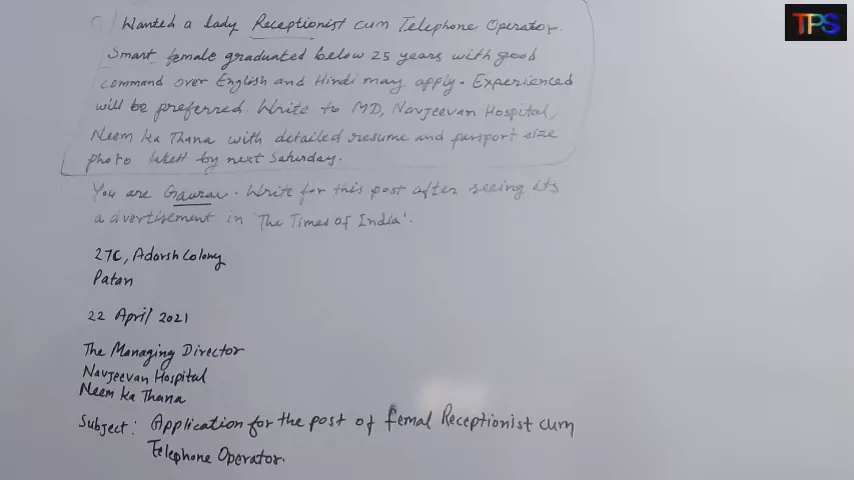 TPS
Wanted a lady Receptionist cum Telephone Operator.
Smart female graduated below 25 years with good
command over English and Hindi may apply. Experienced
will be preferred. Write to MD, Navjeevan Hospital,
Neem Ka Thana with detailed resume and passport size
photo latest by next Saturday.
You are Gaurav. Write for this post after seeing its
advertisement in 'The Times of India'.
27C, Adarsh Colony
Patan
22 April 2021
The Managing Director
Navjeevan Hospital
Neem Ka Thana
Subject: Application for the post of femal Receptionist cum
Telephone Operator.